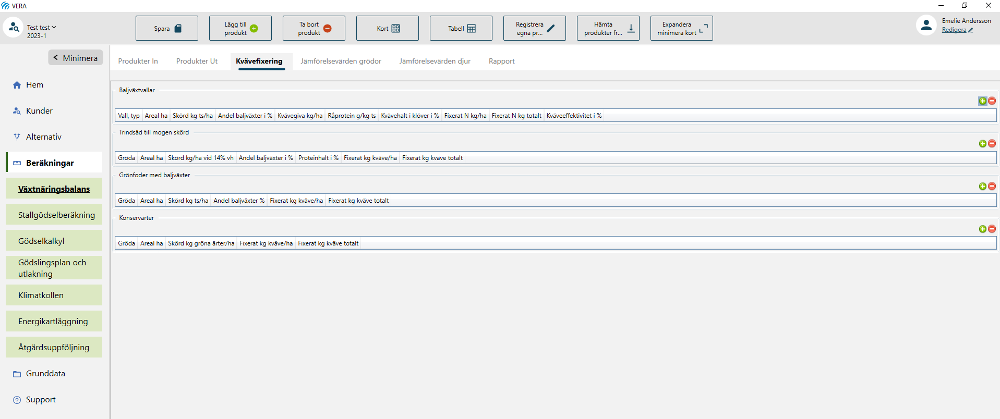 VERA
Test test
2023-1
Spara
Lägg till
produkt
Ta bort
produkt
Kort
Tabell
Registrera
egna pr...
Hämta
produkter fr...
Expandera
minimera kort
Emelie Andersson
Redigera
Minimera
Hem
Kunder
Alternativ
Beräkningar
Växtnäringsbalans
Stallgödselberäkning
Gödselkalkyl
Gödslingsplan och
utlakning
Klimatkollen
Energikartläggning
Åtgärdsuppföljning
Grunddata
Support
Produkter In Produkter Ut Kvävefixering Jämförelsevärden grödor Jämförelsevärden djur Rapport
Baljväxtvallar
Vall, typ Areal ha Skörd kg ts/ha Andel baljväxter i % Kvävegiva kg/ha Råprotein g/kg ts Kvävehalt i klöver i % Fixerat N kg/ha Fixerat N kg totalt Kväveeffektivitet i %
Trindsäd till mogen skörd
Gröda Areal ha Skörd kg/ha vid 14% vh Andel baljväxter i % Proteinhalt i % Fixerat kg kväve/ha Fixerat kg kväve totalt
Grönfoder med baljväxter
Gröda Areal ha Skörd kg ts/ha Andel baljväxter % Fixerat kg kväve/ha Fixerat kg kväve totalt
Konservärter
Gröda Areal ha Skörd kg gröna ärter/ha Fixerat kg kväve/ha Fixerat kg kväve totalt